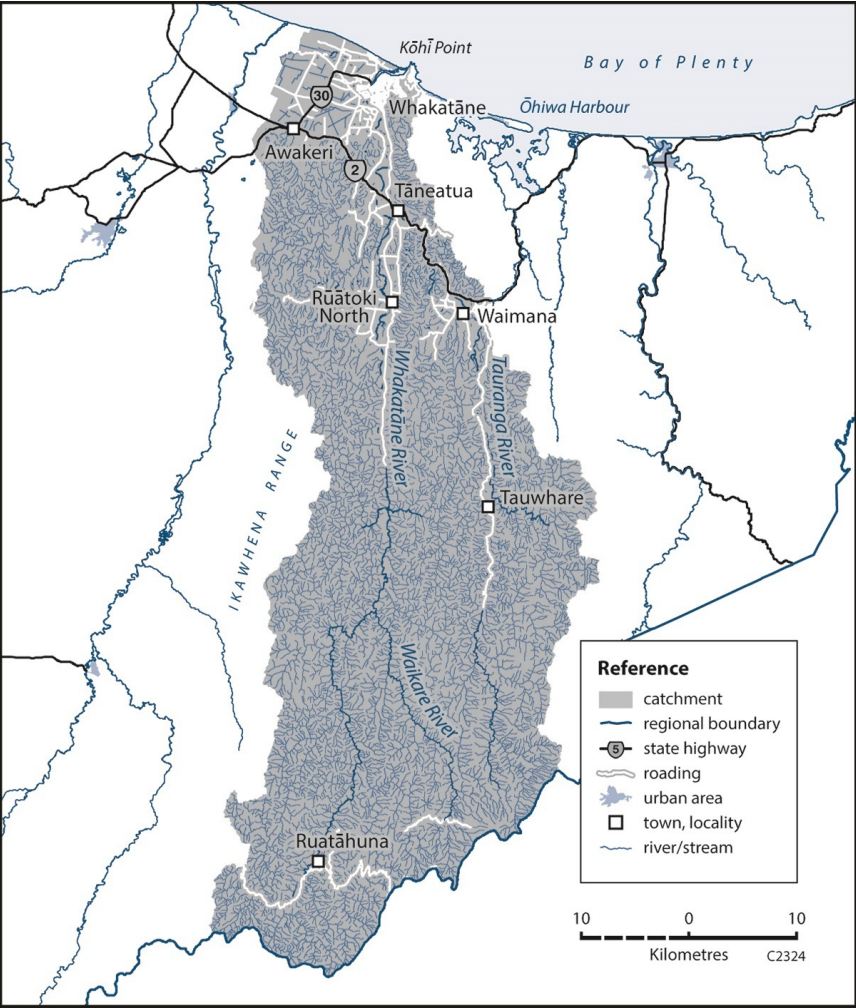 Kōhī Point
Bay of Plenty
30
Whakatāne
Ōhiwa Harbour
Awakeri
2
Tāneatua
Rūātoki
North
Waimana
Whakatāne River
Tauranga River
IKAWHENA RANGE
Tauwhare
Waikare River
Ruatāhuna
Reference
catchment
regional boundary
5 state highway
roading
urban area
town, locality
river/stream
10 0 10
Kilometres
C2324